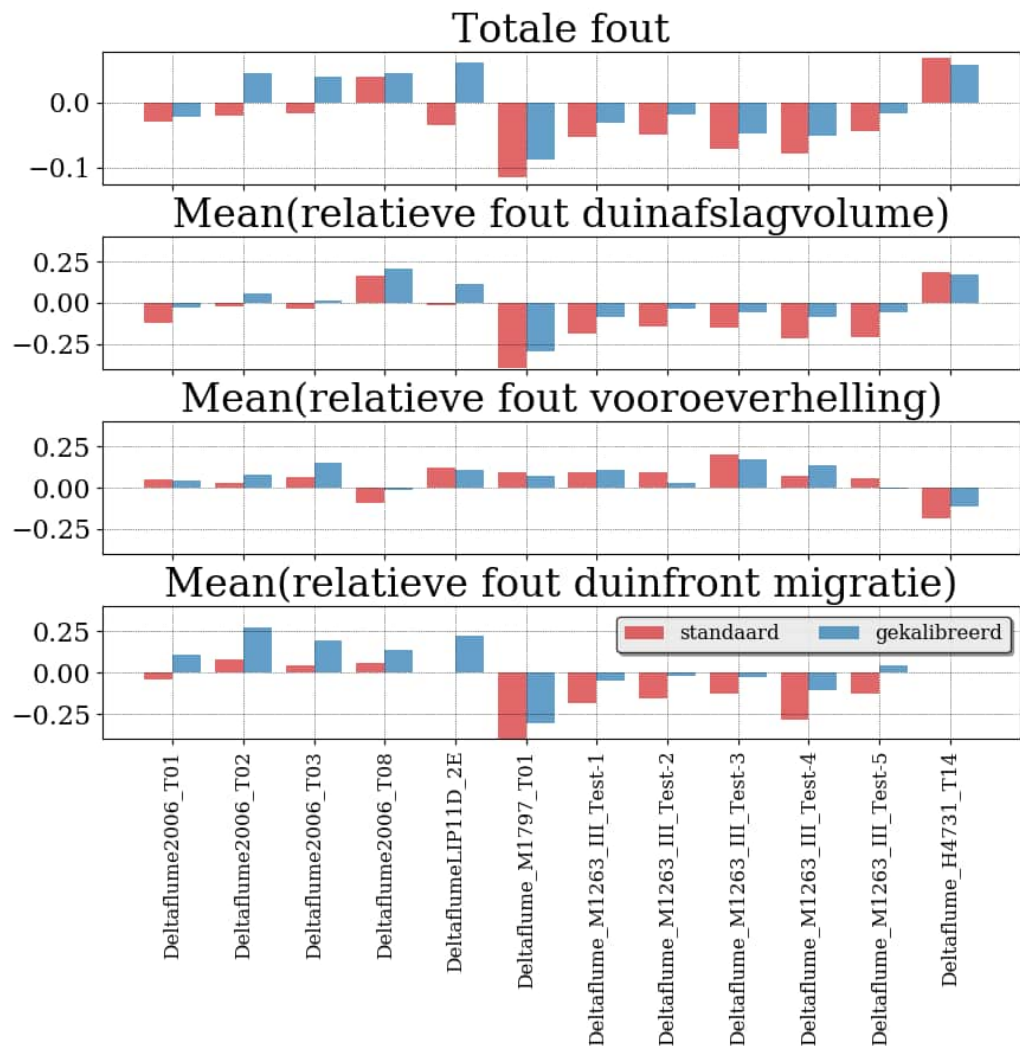 Totale fout
0.0
−0.1
Mean(relatieve fout duinafslagvolume)
0.25
0.00
−0.25
Mean(relatieve fout vooroeverhelling)
0.25
0.00
−0.25
Mean(relatieve fout duinfront migratie)
0.25
0.00
−0.25
standaard
gekalibreerd
Deltaflume2006_T01
Deltaflume2006_T02
Deltaflume2006_T03
Deltaflume2006_T08
DeltaflumeLIP11D_2E
Deltaflume_M1797_T01
Deltaflume_M1263_III_Test-1
Deltaflume_M1263_III_Test-2
Deltaflume_M1263_III_Test-3
Deltaflume_M1263_III_Test-4
Deltaflume_M1263_III_Test-5
Deltaflume_H4731_T14